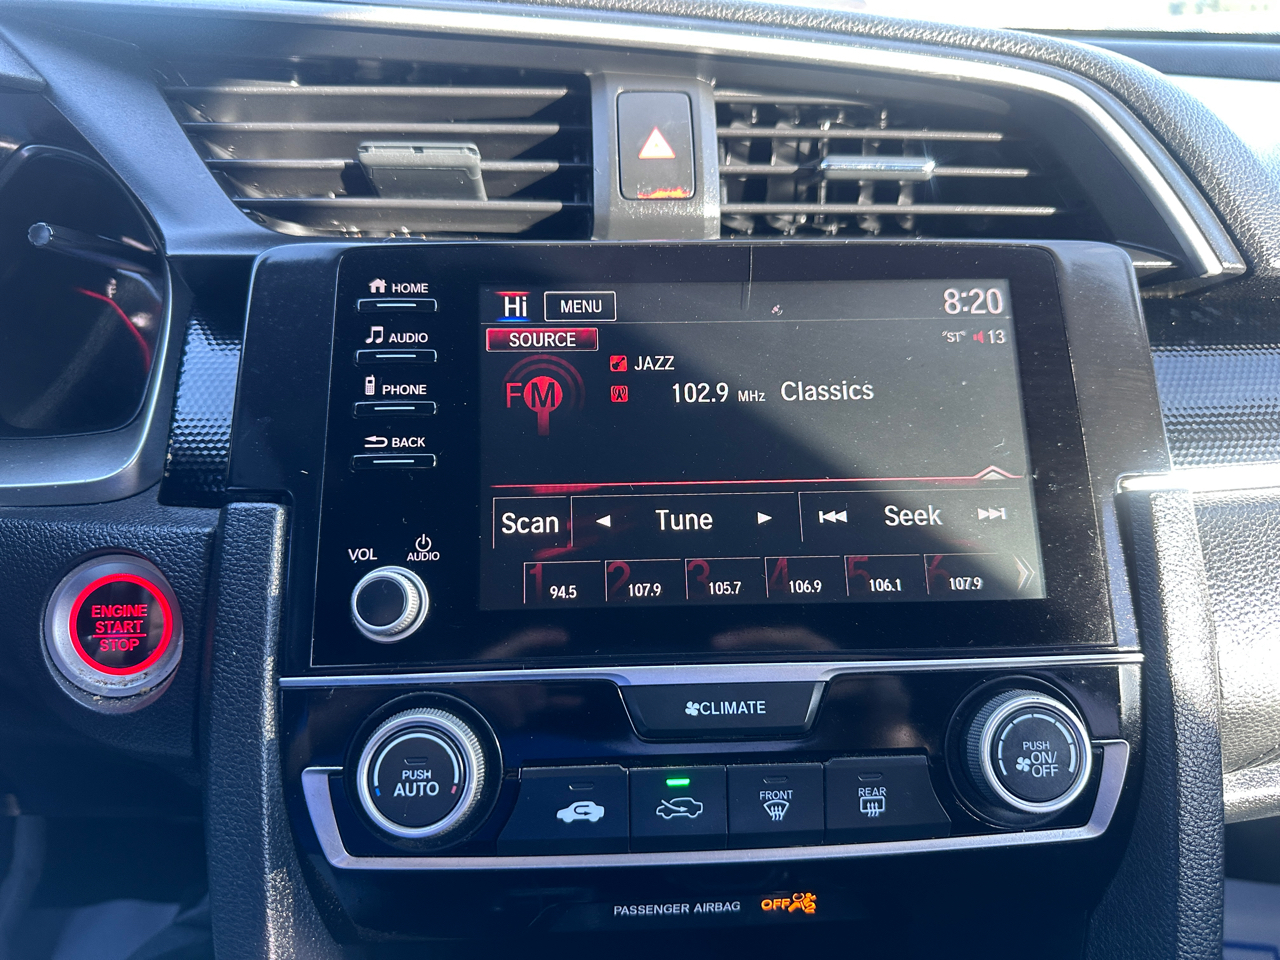 HOME
AUDIO
PHONE
BACK
VOL
AUDIO
Hi MENU 8:20
SOURCE "ST" 13
FM
JAZZ
102.9 MHz Classics
Scan Tune Seek
1 94.5 2 107.9 3 105.7 4 106.9 5 106.1 6 107.9
ENGINE
START
STOP
F
CLIMATE
PUSH
AUTO
FRONT
REAR
PUSH
ON/
OFF
PASSENGER AIRBAG OFF